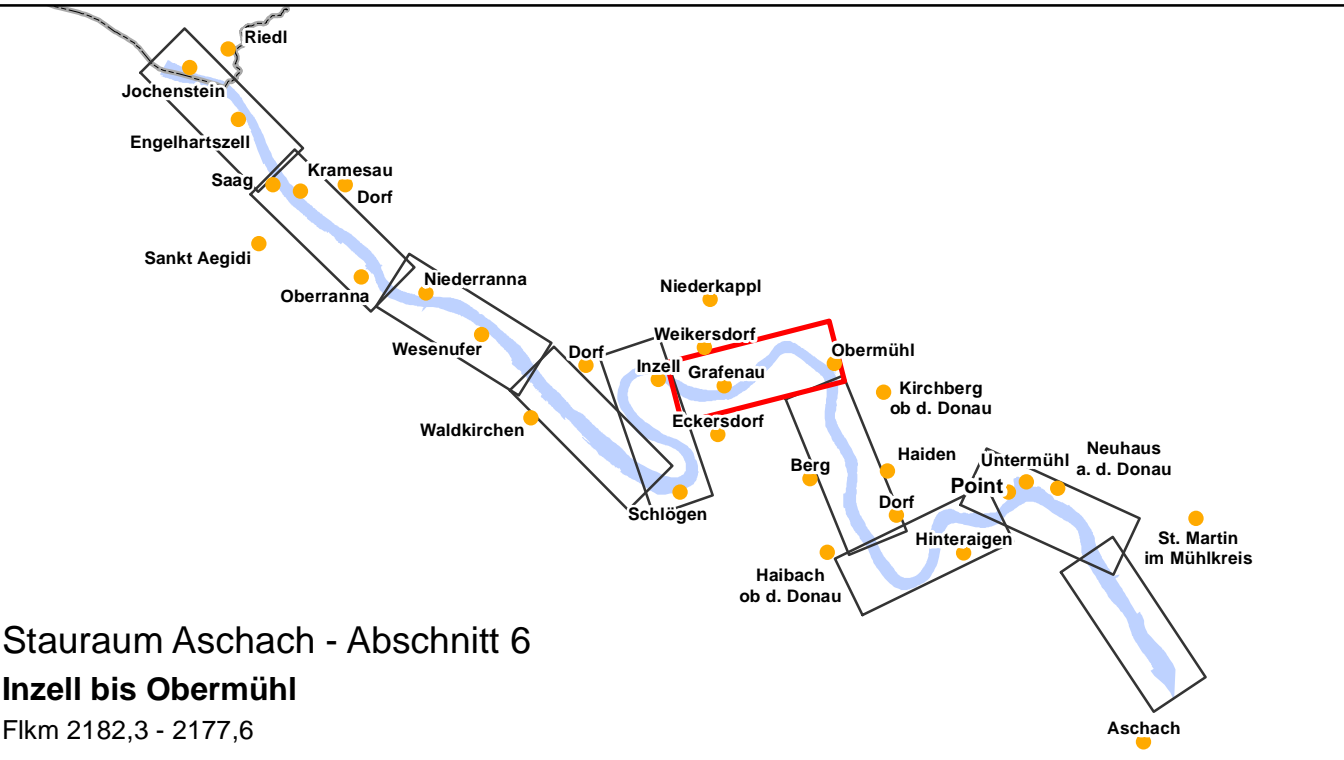 Riedl
Jochenstein
Engelhartszell
Kramesau
Saag
Dorf
Sankt Aegidi
Niederranna
Oberranna
Niederkappl
Weikersdorf
Wesenufer
Dorf
Obermühl
Inzell
Grafenau
Kirchberg
ob d. Donau
Eckersdorf
Waldkirchen
Berg
Haiden
Untermühl
Neuhaus
a. d. Donau
Point
Dorf
Schlögen
Hinteraigen
St. Martin
im Mühlkreis
Haibach
ob d. Donau
Stauraum Aschach - Abschnitt 6
Inzell bis Obermühl
Flkm 2182,3 - 2177,6
Aschach